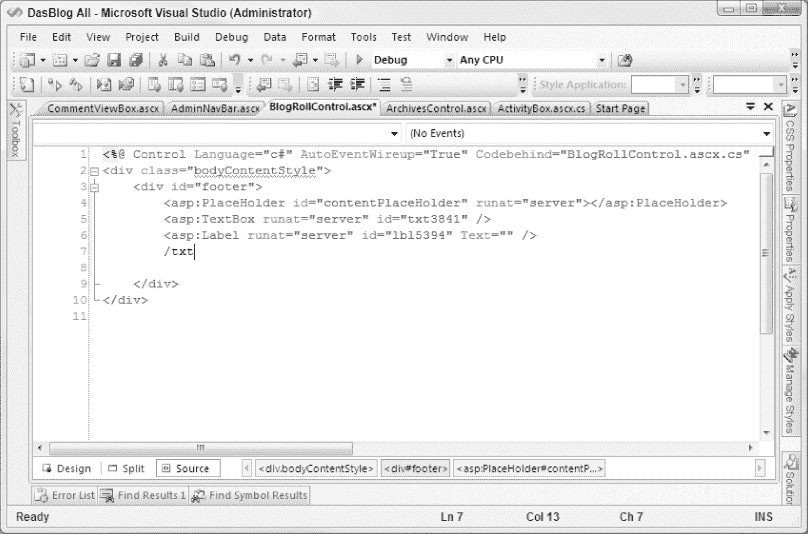 DasBlog All - Microsoft Visual Studio (Administrator)
File Edit View Project Build Debug Data Format Tools Test Window Help
Debug Any CPU
Style Application:
CommentViewBox.ascx AdminNavBar.ascx BlogRollControl.ascx* ArchivesControl.ascx ActivityBox.ascx.cs Start Page
Toolbox
(No Events)
1 <%@ Control Language="c#" AutoEventWireup="True" Codebehind="BlogRollControl.ascx.cs"
2 <div class="bodyContentStyle">
3 <div id="footer">
4 <asp:PlaceHolder id="contentPlaceHolder" runat="server"></asp:PlaceHolder>
5 <asp:TextBox runat="server" id="txt3841" />
6 <asp:Label runat="server" id="lbl5394" Text="" />
7 /txt
8
9 </div>
10 </div>
11
CSS Properties
Properties
Apply Styles
Manage Styles
Solution
Design Split Source <div.bodyContentStyle> <div#footer> <asp:PlaceHolder#contentP...>
Error List Find Results 1 Find Symbol Results
Ready Ln 7 Col 13 Ch 7 INS